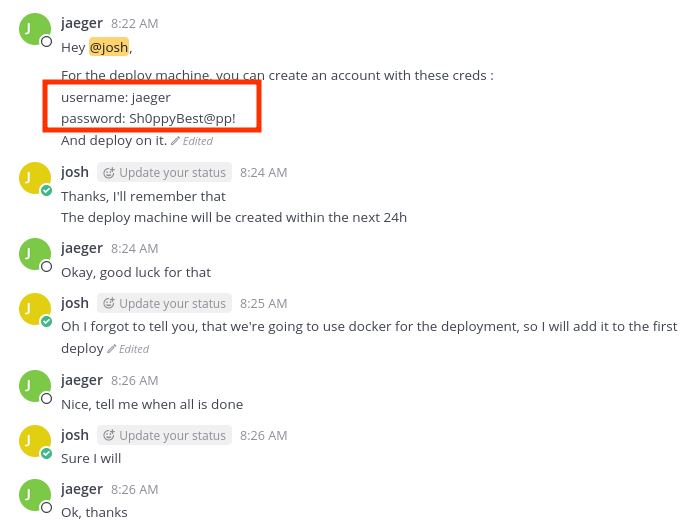 J
jaeger 8:22 AM
Hey @josh,
For the deploy machine, you can create an account with these creds :
username: jaeger
password: Sh0ppyBest@pp!
And deploy on it. Edited
J
josh Update your status 8:24 AM
Thanks, I'll remember that
The deploy machine will be created within the next 24h
J
jaeger 8:24 AM
Okay, good luck for that
J
josh Update your status 8:25 AM
Oh I forgot to tell you, that we're going to use docker for the deployment, so I will add it to the first
deploy Edited
J
jaeger 8:26 AM
Nice, tell me when all is done
J
josh Update your status 8:26 AM
Sure I will
J
jaeger 8:26 AM
Ok, thanks